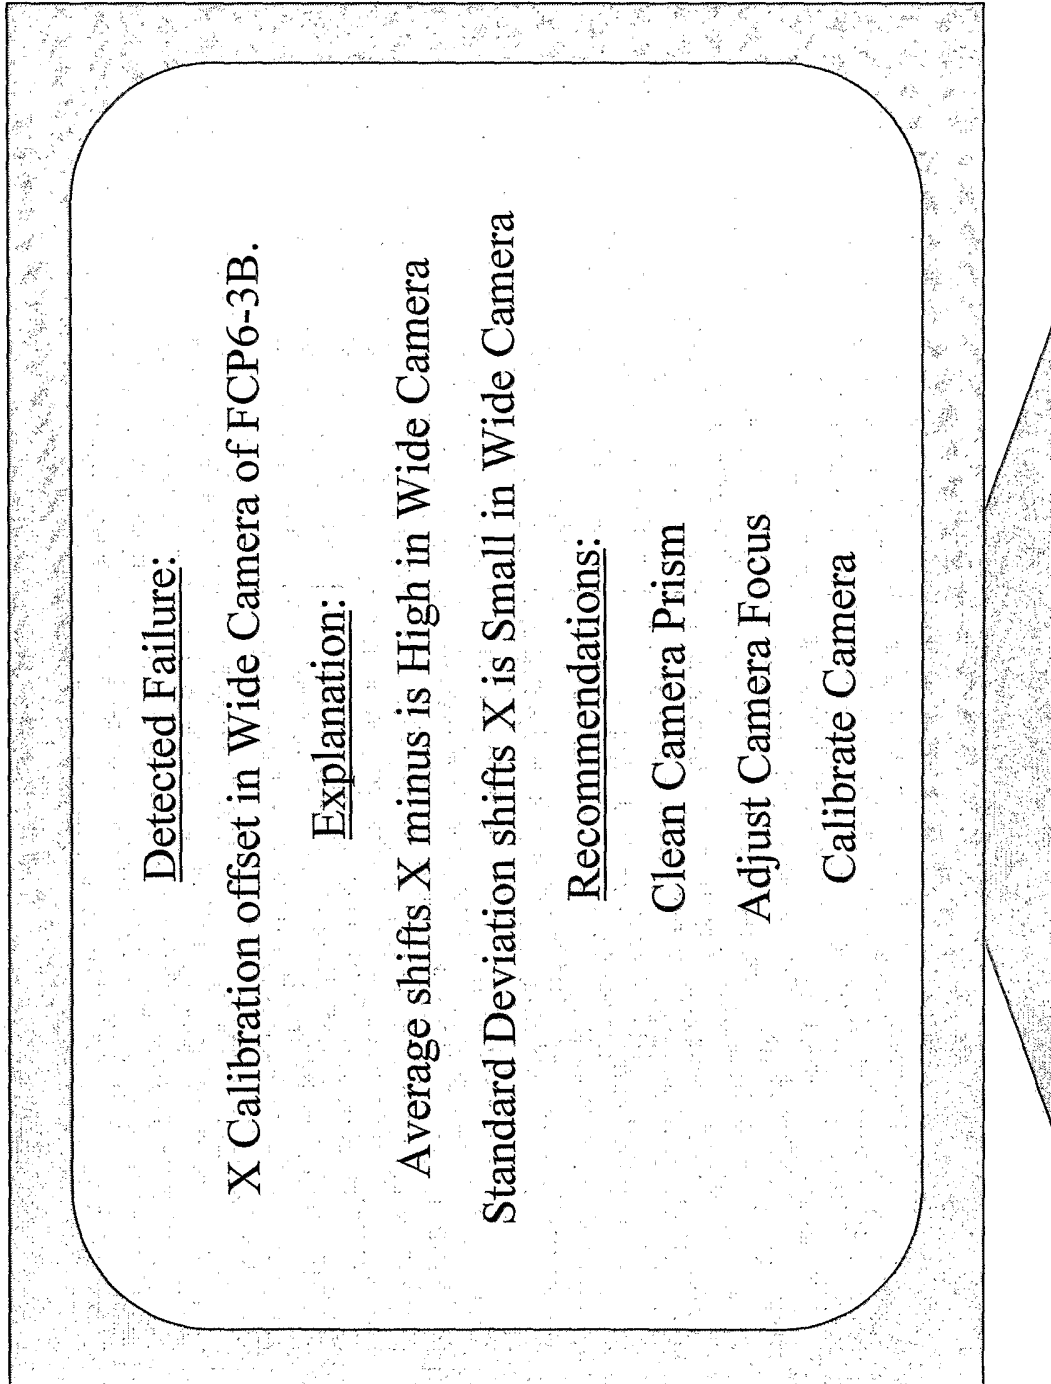 Detected Failure:
X Calibration offset in Wide Camera of FCP6-3B.
Explanation:
Average shifts X minus is High in Wide Camera
Standard Deviation shifts X is Small in Wide Camera
Recommendations:
Clean Camera Prism
Adjust Camera Focus
Calibrate Camera